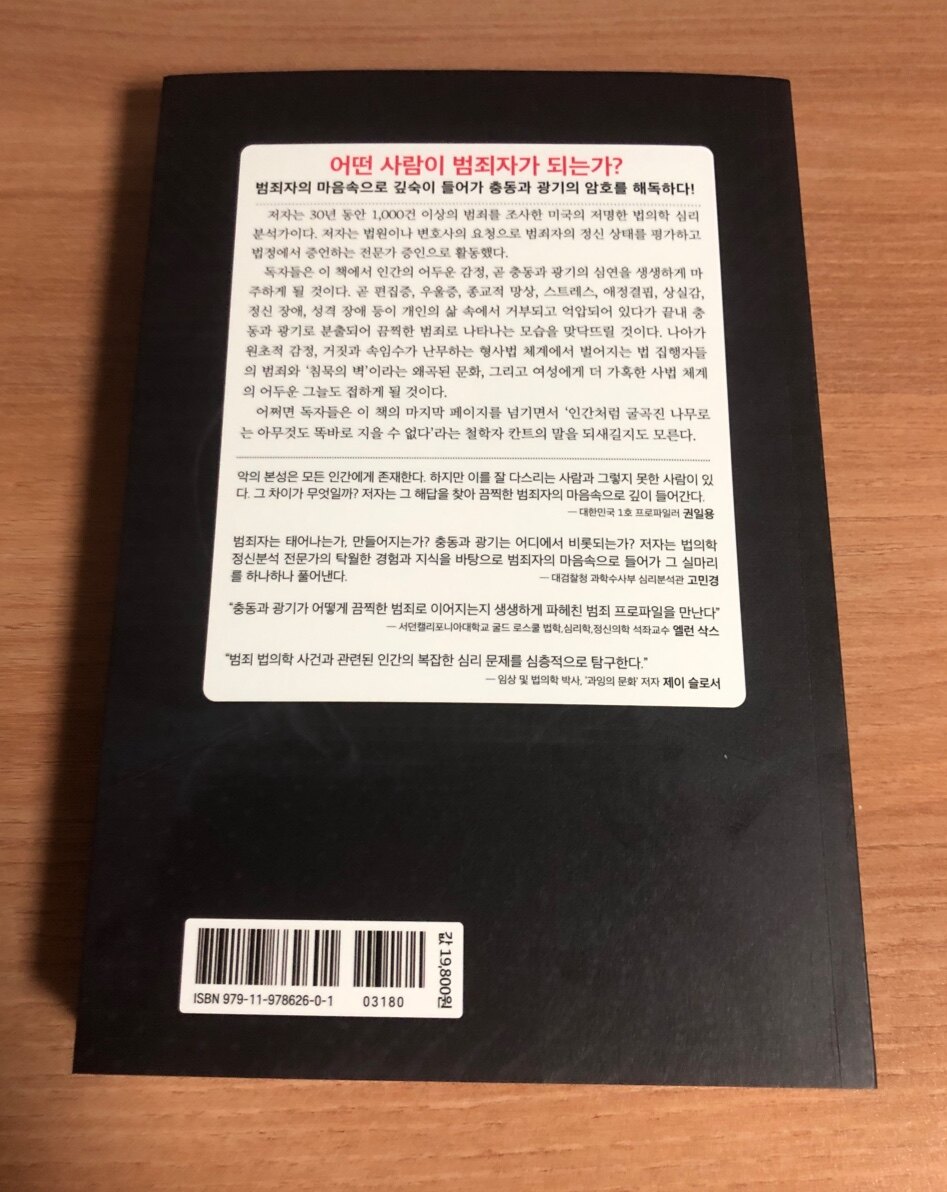 어떤 사람이 범죄자가 되는가?
범죄자의 마음속으로 깊숙이 들어가 충동과 광기의 암호를 해독하다!
저자는 30년 동안 1,000건 이상의 범죄를 조사한 미국의 저명한 법의학 심리
분석가이다. 저자는 법원이나 변호사의 요청으로 범죄자의 정신 상태를 평가하고
법정에서 증언하는 전문가 증인으로 활동했다.
독자들은 이 책에서 인간의 어두운 감정, 곧 충동과 광기의 심연을 생생하게 마
주하게 될 것이다. 곧 편집증, 우울증, 종교적 망상, 스트레스, 애정결핍, 상실감,
정신 장애, 성격 장애 등이 개인의 삶 속에서 거부되고 억압되어 있다가 끝내 충
동과 광기로 분출되어 끔찍한 범죄로 나타나는 모습을 맞닥뜨릴 것이다. 나아가
원초적 감정, 거짓과 속임수가 난무하는 형사법 체계에서 벌어지는 법 집행자들
의 범죄와 ‘침묵의 벽’이라는 왜곡된 문화, 그리고 여성에게 더 가혹한 사법 체계
의 어두운 그늘도 접하게 될 것이다.
어쩌면 독자들은 이 책의 마지막 페이지를 넘기면서 ‘인간처럼 굴곡진 나무로
는 아무것도 똑바로 지을 수 없다’라는 철학자 칸트의 말을 되새길지도 모른다.
악의 본성은 모든 인간에게 존재한다. 하지만 이를 잘 다스리는 사람과 그렇지 못한 사람이 있
다. 그 차이가 무엇일까? 저자는 그 해답을 찾아 끔찍한 범죄자의 마음속으로 깊이 들어간다.
— 대한민국 1호 프로파일러 권일용
범죄자는 태어나는가, 만들어지는가? 충동과 광기는 어디에서 비롯되는가? 저자는 법의학
정신분석 전문가의 탁월한 경험과 지식을 바탕으로 범죄자의 마음속으로 들어가 그 실마리
를 하나하나 풀어낸다.
— 대검찰청 과학수사부 심리분석관 고민경
“충동과 광기가 어떻게 끔찍한 범죄로 이어지는지 생생하게 파헤친 범죄 프로파일을 만난다”
— 서던캘리포니아대학교 굴드 로스쿨 법학,심리학,정신의학 석좌교수 엘런 삭스
“범죄 법의학 사건과 관련된 인간의 복잡한 심리 문제를 심층적으로 탐구한다.”
— 임상 및 법의학 박사, ‘과잉의 문화’ 저자 제이 슬로서
ISBN 979-11-978626-0-1
03180
값 19,800원